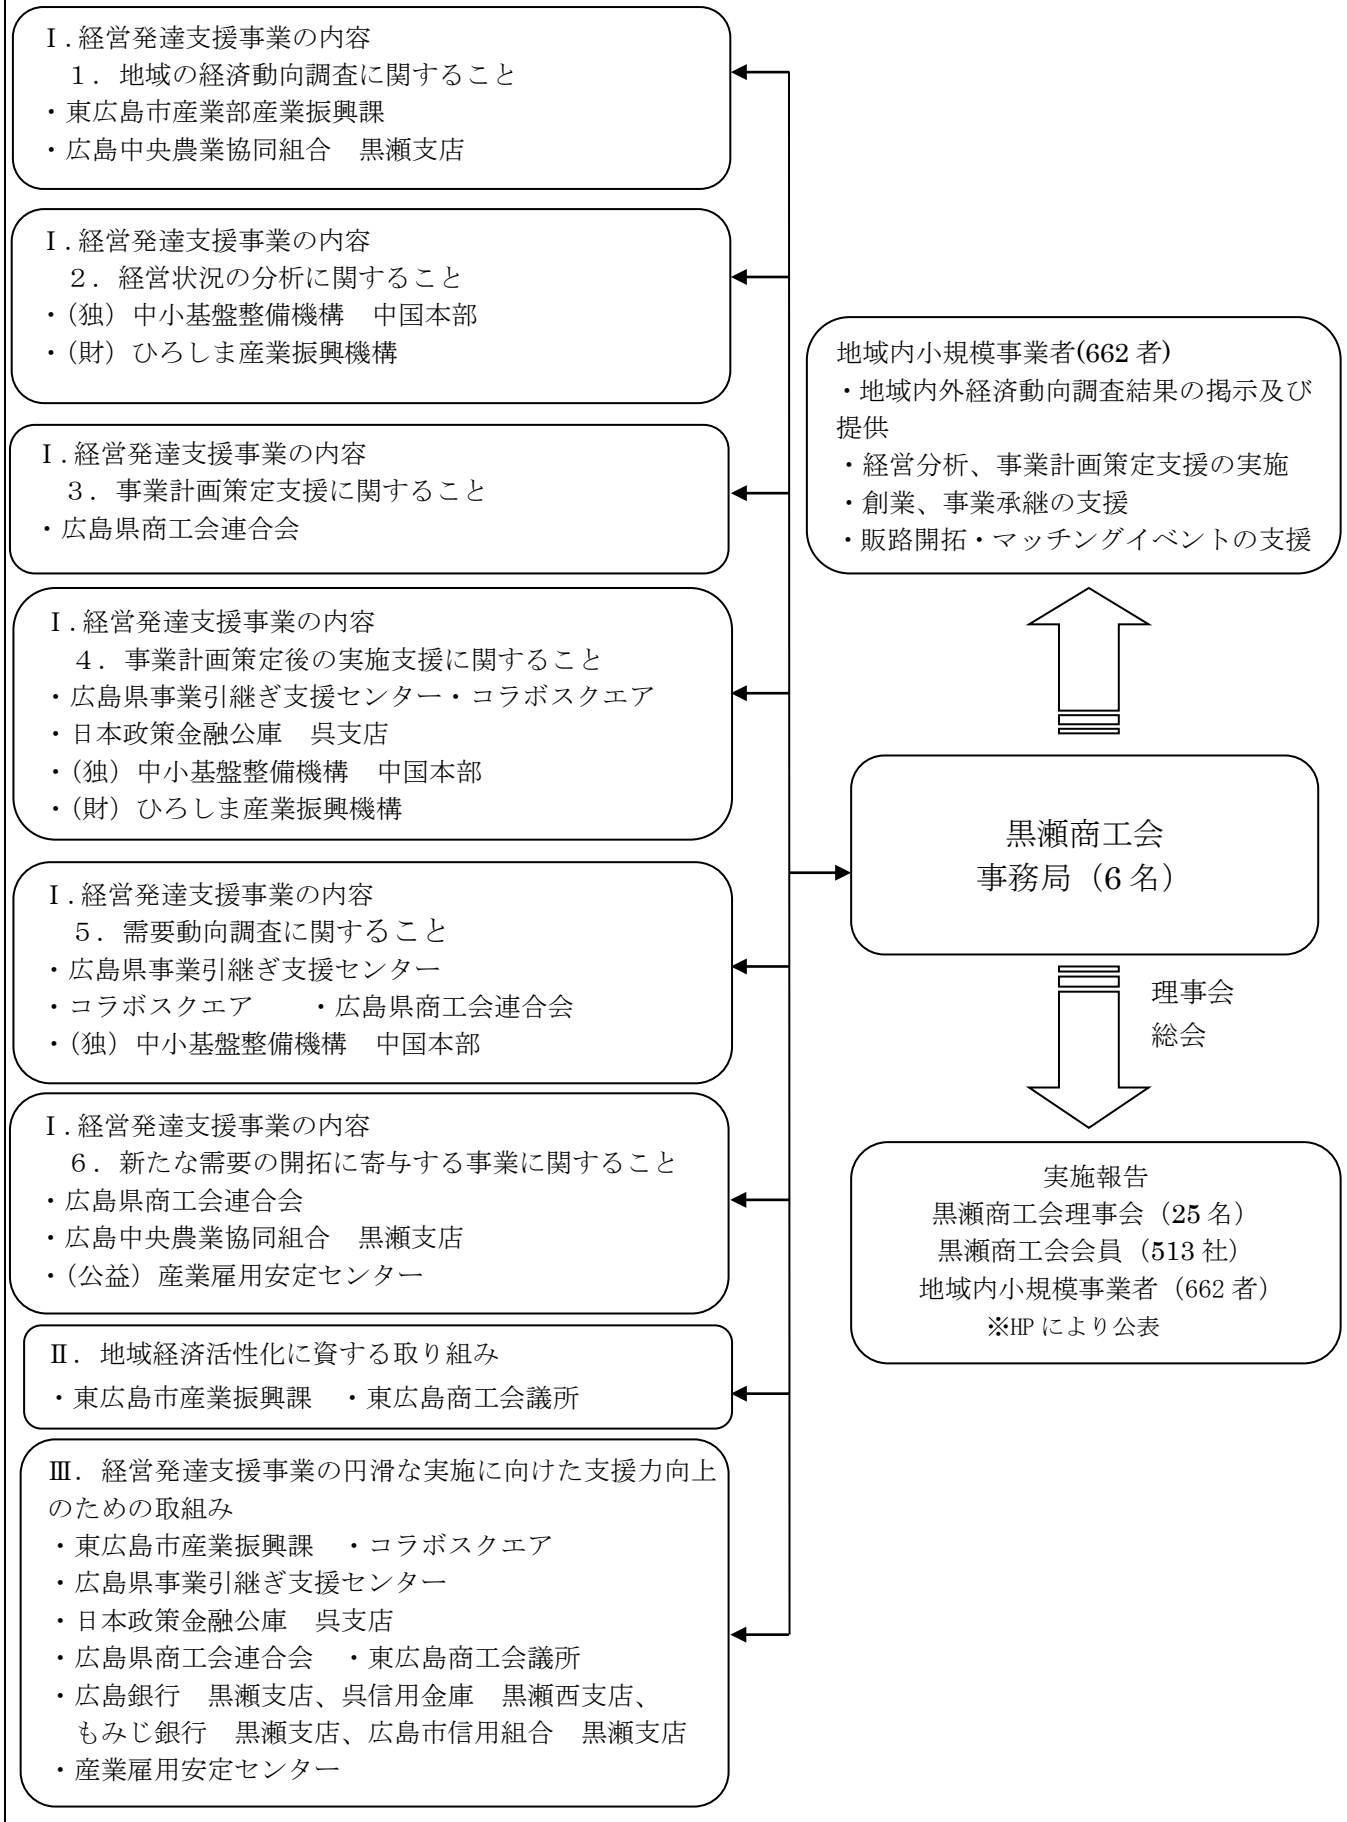 Ⅰ.経営発達支援事業の内容
１．地域の経済動向調査に関すること
・東広島市産業部産業振興課
・広島中央農業協同組合　黒瀬支店
Ⅰ.経営発達支援事業の内容
２．経営状況の分析に関すること
・（独）中小基盤整備機構　中国本部
・（財）ひろしま産業振興機構
Ⅰ.経営発達支援事業の内容
３．事業計画策定支援に関すること
・広島県商工会連合会
Ⅰ.経営発達支援事業の内容
４．事業計画策定後の実施支援に関すること
・広島県事業引継ぎ支援センター・コラボスクエア
・日本政策金融公庫　呉支店
・（独）中小基盤整備機構　中国本部
・（財）ひろしま産業振興機構
Ⅰ.経営発達支援事業の内容
５．需要動向調査に関すること
・広島県事業引継ぎ支援センター
・コラボスクエア　　・広島県商工会連合会
・（独）中小基盤整備機構　中国本部
Ⅰ.経営発達支援事業の内容
６．新たな需要の開拓に寄与する事業に関すること
・広島県商工会連合会
・広島中央農業協同組合　黒瀬支店
・（公益）産業雇用安定センター
Ⅱ．地域経済活性化に資する取り組み
・東広島市産業振興課　・東広島商工会議所
Ⅲ．経営発達支援事業の円滑な実施に向けた支援力向上
のための取組み
・東広島市産業振興課　・コラボスクエア
・広島県事業引継ぎ支援センター
・日本政策金融公庫　呉支店
・広島県商工会連合会　・東広島商工会議所
・広島銀行　黒瀬支店、呉信用金庫　黒瀬西支店、
もみじ銀行　黒瀬支店、広島市信用組合　黒瀬支店
・産業雇用安定センター
地域内小規模事業者(662 者)
・地域内外経済動向調査結果の掲示及び
提供
・経営分析、事業計画策定支援の実施
・創業、事業承継の支援
・販路開拓・マッチングイベントの支援
黒瀬商工会
事務局（6 名）
理事会
総会
実施報告
黒瀬商工会理事会（25 名）
黒瀬商工会会員（513 社）
地域内小規模事業者（662 者）
※HP により公表